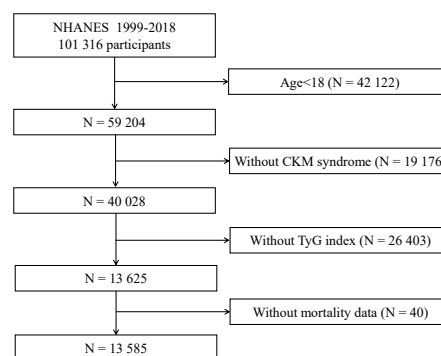 NHANES 1999-2018
101 316 participants
Age<18 (N = 42 122)
N = 59 204
Without CKM syndrome (N = 19 176
N = 40 028
Without TyG index (N = 26 403)
N = 13 625
Without mortality data (N = 40)
N = 13 585